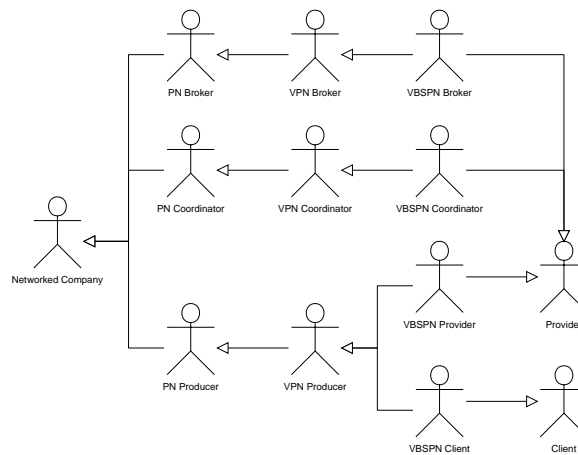 PN Broker
VPN Broker
VBSPN Broker
PN Coordinator
VPN Coordinator
VBSPN Coordinator
Networked Company
VBSPN Provider
Provide
PN Producer
VPN Producer
VBSPN Client
Client